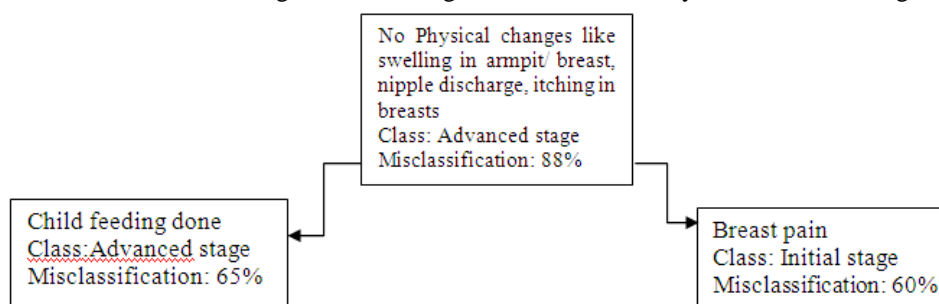 No Physical changes like
swelling in armpit/ breast,
nipple discharge, itching in
breasts
Class: Advanced stage
Misclassification: 88%
Child feeding done
Class:Advanced stage
Misclassification: 65%
Breast pain
Class: Initial stage
Misclassification: 60%